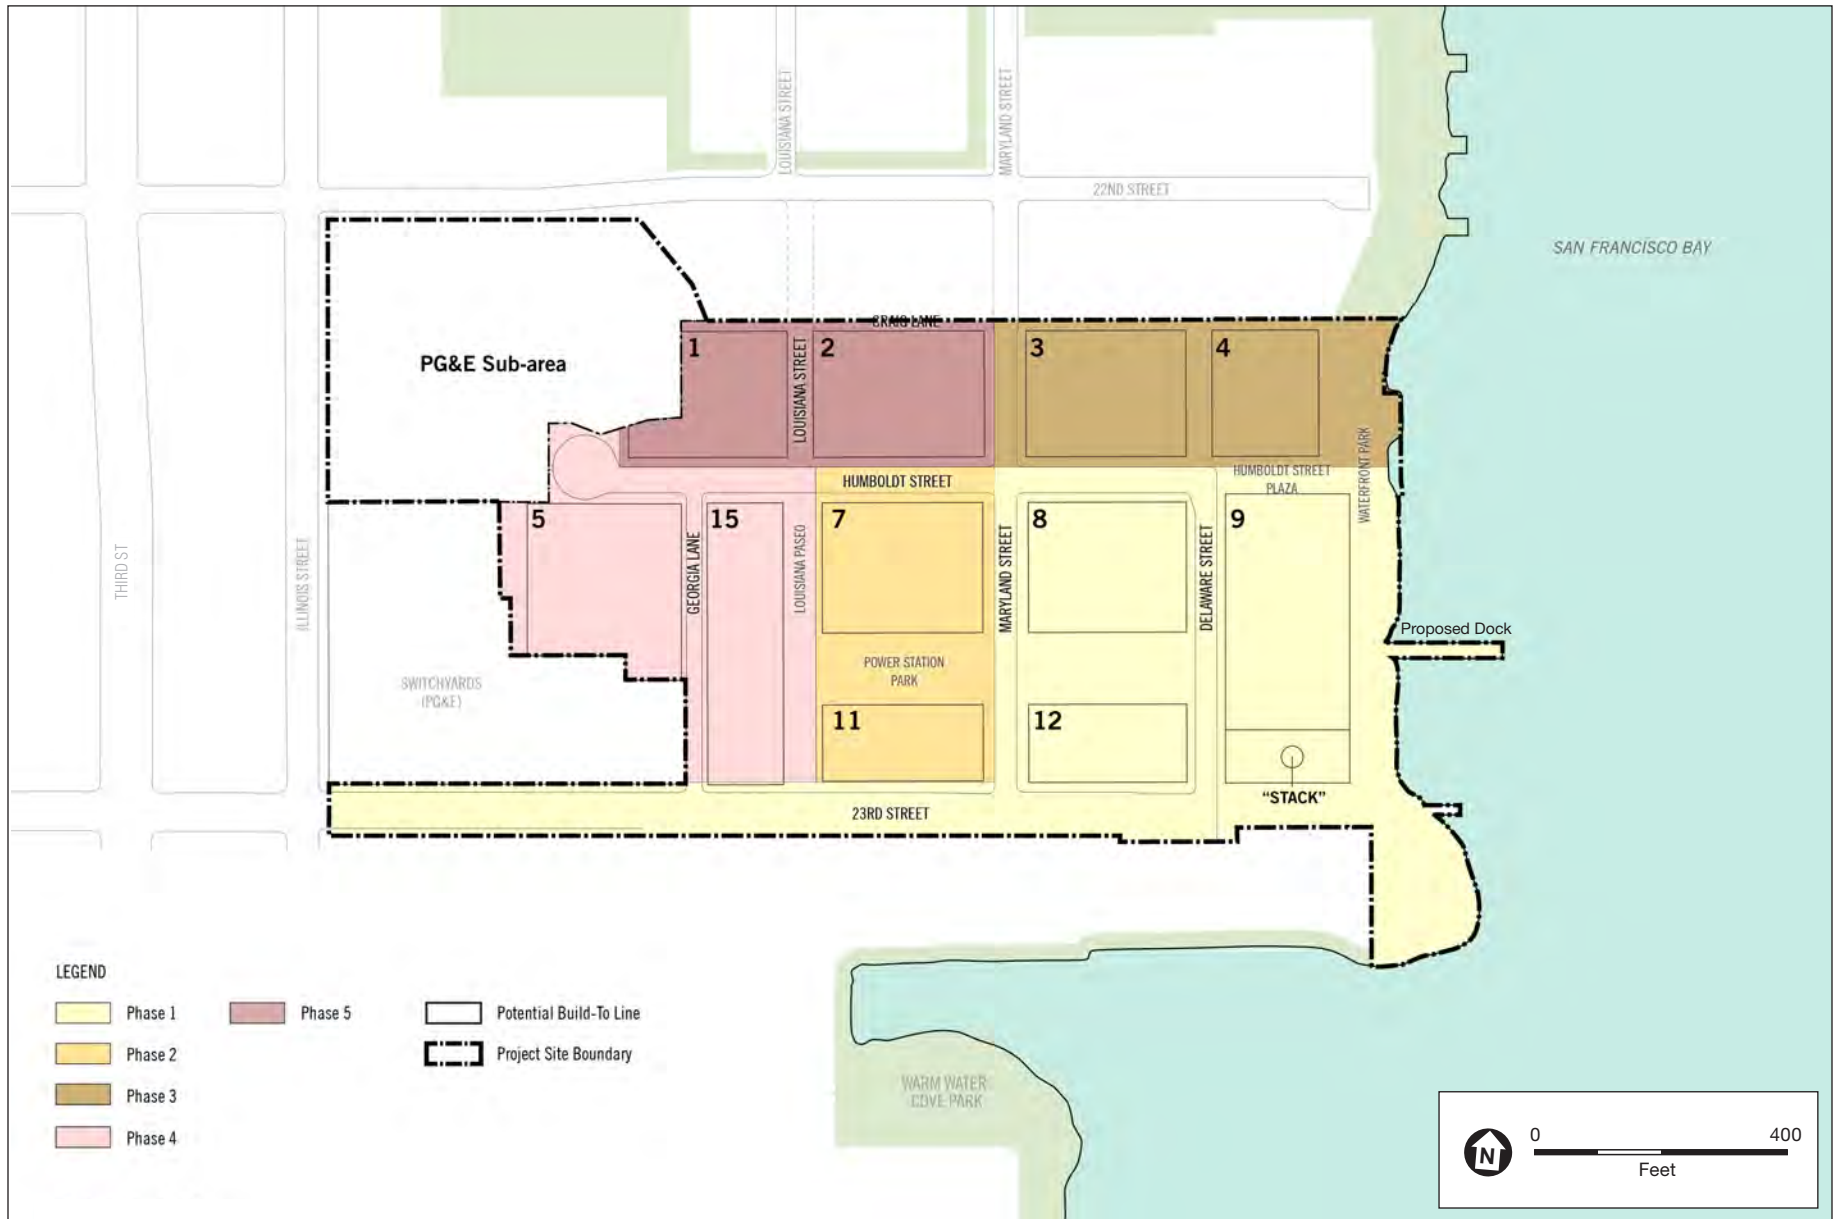 LOUISIANA STREET
MARYLAND STREET
22ND STREET
SAN FRANCISCO BAY
CRAIG LANE
PG&E Sub-area
1
LOUISIANA STREET
2
3
4
WATERFRONT PARK
HUMBOLDT STREET
HUMBOLDT STREET
PLAZA
THIRD ST
ILLINOIS STREET
5
GEORGIA LANE
15
LOUISIANA PASEO
7
MARYLAND STREET
8
DELAWARE STREET
9
Proposed Dock
SWITCHYARDS
(PG&E)
POWER STATION
PARK
11
12
"STACK"
23RD STREET
LEGEND
Phase 1
Phase 2
Phase 3
Phase 4
Phase 5
Potential Build-To Line
Project Site Boundary
WARM WATER
COVE PARK
N
0
400
Feet